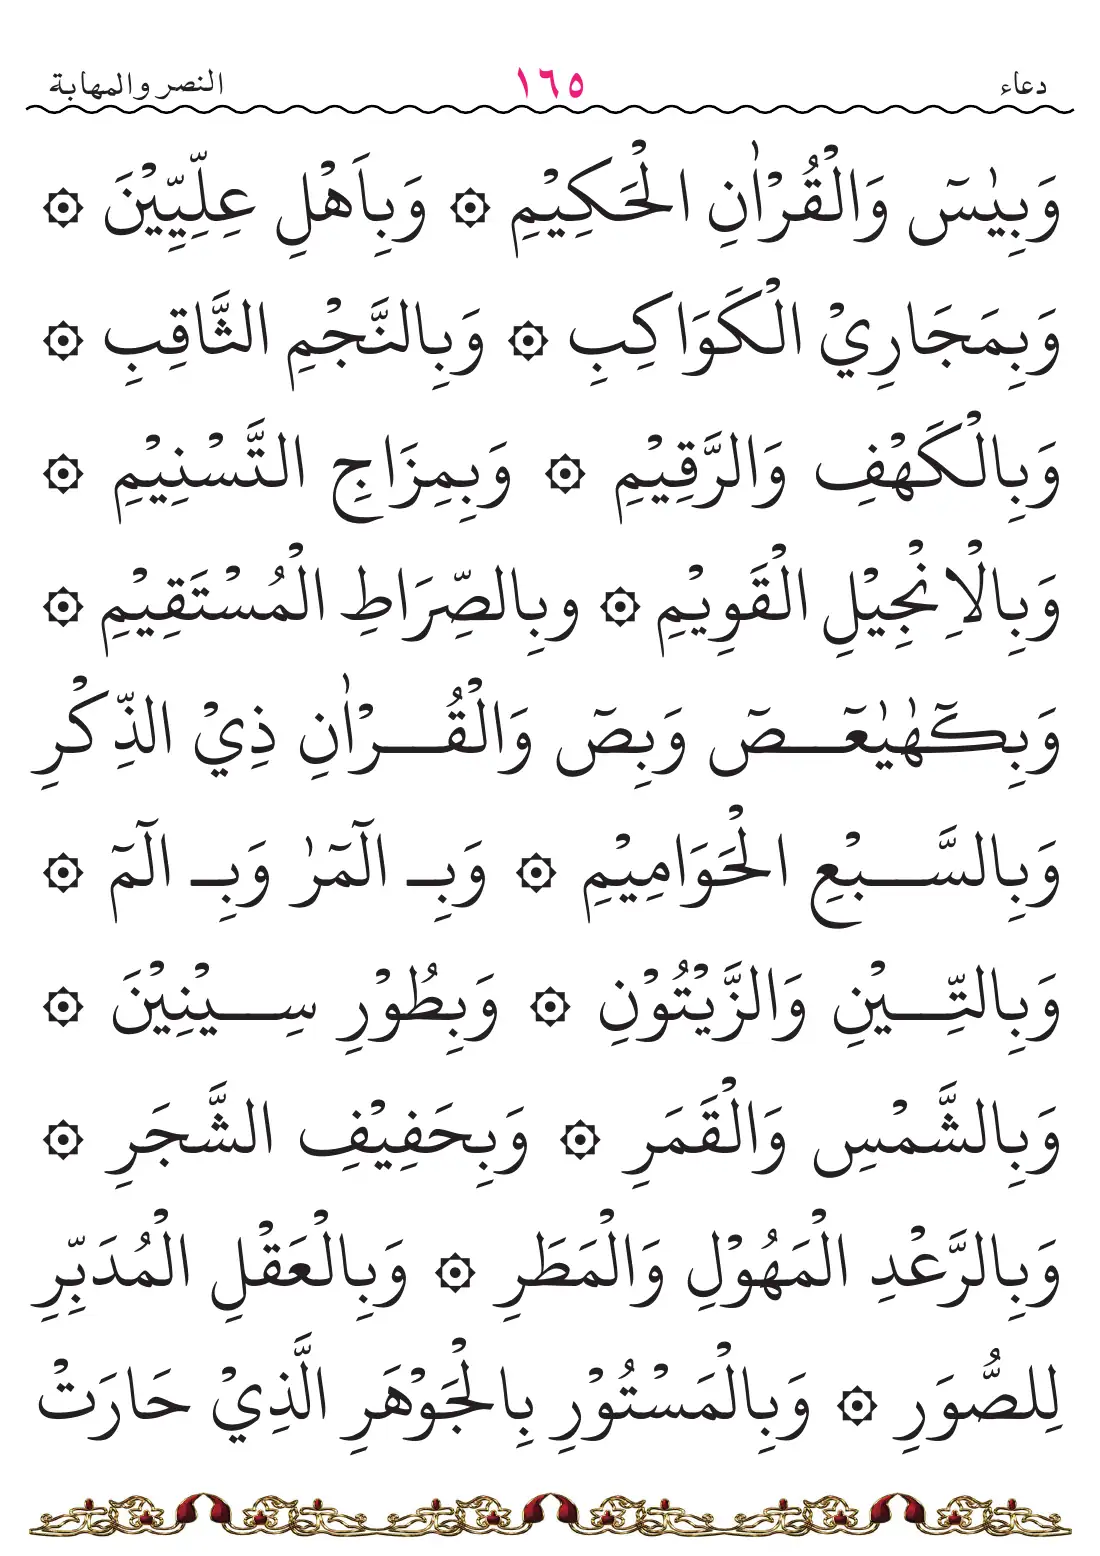 دعاء ١٦٥ النصر والمهابة
وَبِيٰسٓ وَالْقُرْاٰنِ الْحَكِيْمِ ۞ وَبِاَهْلِ عِلِّيِّيْنَ ۞
وَبِمَجَارِيْ الْكَوَاكِبِ ۞ وَبِالنَّجْمِ الثَّاقِبِ ۞
وَبِالْكَهْفِ وَالرَّقِيْمِ ۞ وَبِمِزَاجِ التَّسْنِيْمِ ۞
وَبِالْاِنْجِيْلِ الْقَوِيْمِ ۞ وبِالصِّرَاطِ الْمُسْتَقِيْمِ ۞
وَبِكٓهٰيٰعٓصٓ وَبِصٓ وَالْقُرْاٰنِ ذِيْ الذِّكْرِ
وَبِالسَّبْعِ الْحَوَامِيْمِ ۞ وَبِـ الٓمٓرٰ وَبِـ الٓمٓ ۞
وَبِالتِّيْنِ وَالزَّيْتُوْنِ ۞ وَبِطُوْرِ سِيْنِيْنَ ۞
وَبِالشَّمْسِ وَالْقَمَرِ ۞ وَبِحَفِيْفِ الشَّجَرِ ۞
وَبِالرَّعْدِ الْمَهُوْلِ وَالْمَطَرِ ۞ وَبِالْعَقْلِ الْمُدَبِّرِ
لِلصُّوَرِ ۞ وَبِالْمَسْتُوْرِ بِالْجَوْهَرِ الَّذِيْ حَارَتْ